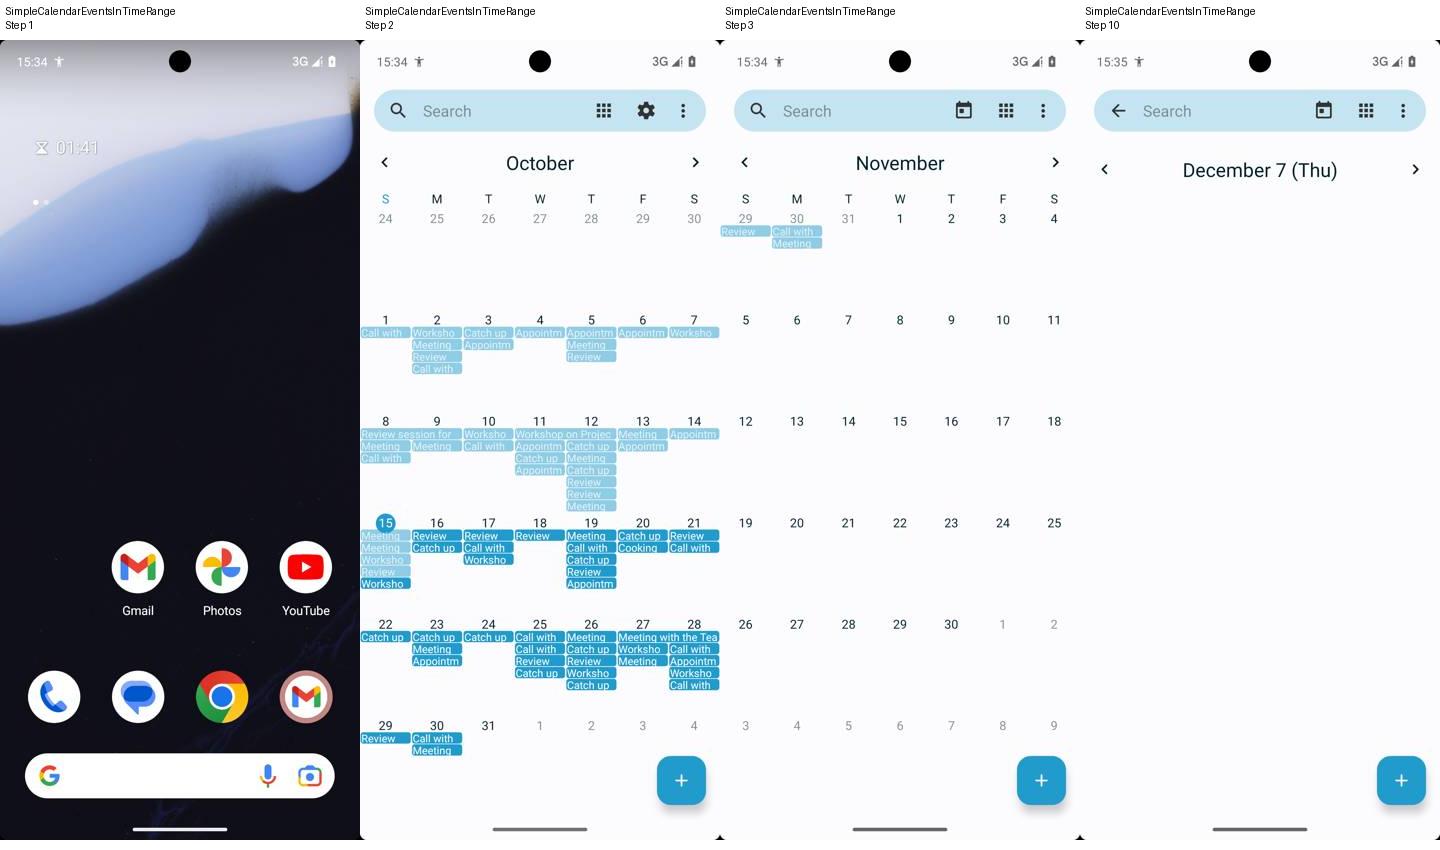 SimpleCalendarEventsInTimeRange
Step 1
15:34
3G
01:41
Gmail Photos YouTube
SimpleCalendarEventsInTimeRange
Step 2
15:34
3G
Search
October
S M T W T F S
24 25 26 27 28 29 30
1 2 3 4 5 6 7
Call with Worksho Catch up Appointm Appointm Appointm Worksho
Meeting Appointm Meeting
Review Review
Call with
8 9 10 11 12 13 14
Review session for Worksho Workshop on Projec Meeting Appointm
Meeting Meeting Call with Appointm Catch up Appointm
Call with Catch up Meeting
Appointm Catch up
Review
Review
Meeting
15 16 17 18 19 20 21
Meeting Review Review Review Meeting Catch up Review
Meeting Catch up Call with Call with Cooking Call with
Worksho Worksho Catch up
Review Review
Worksho Appointm
22 23 24 25 26 27 28
Catch up Catch up Catch up Call with Meeting Meeting with the Tea
Meeting Call with Catch up Worksho Call with
Appointm Review Review Meeting Appointm
Catch up Worksho Worksho
Catch up Call with
29 30 31 1 2 3 4
Review Call with
Meeting
+
SimpleCalendarEventsInTimeRange
Step 3
15:34
3G
Search
November
S M T W T F S
29 30 31 1 2 3 4
Review Call with
Meeting
5 6 7 8 9 10 11
12 13 14 15 16 17 18
19 20 21 22 23 24 25
26 27 28 29 30 1 2
3 4 5 6 7 8 9
+
SimpleCalendarEventsInTimeRange
Step 10
15:35
3G
Search
December 7 (Thu)
+